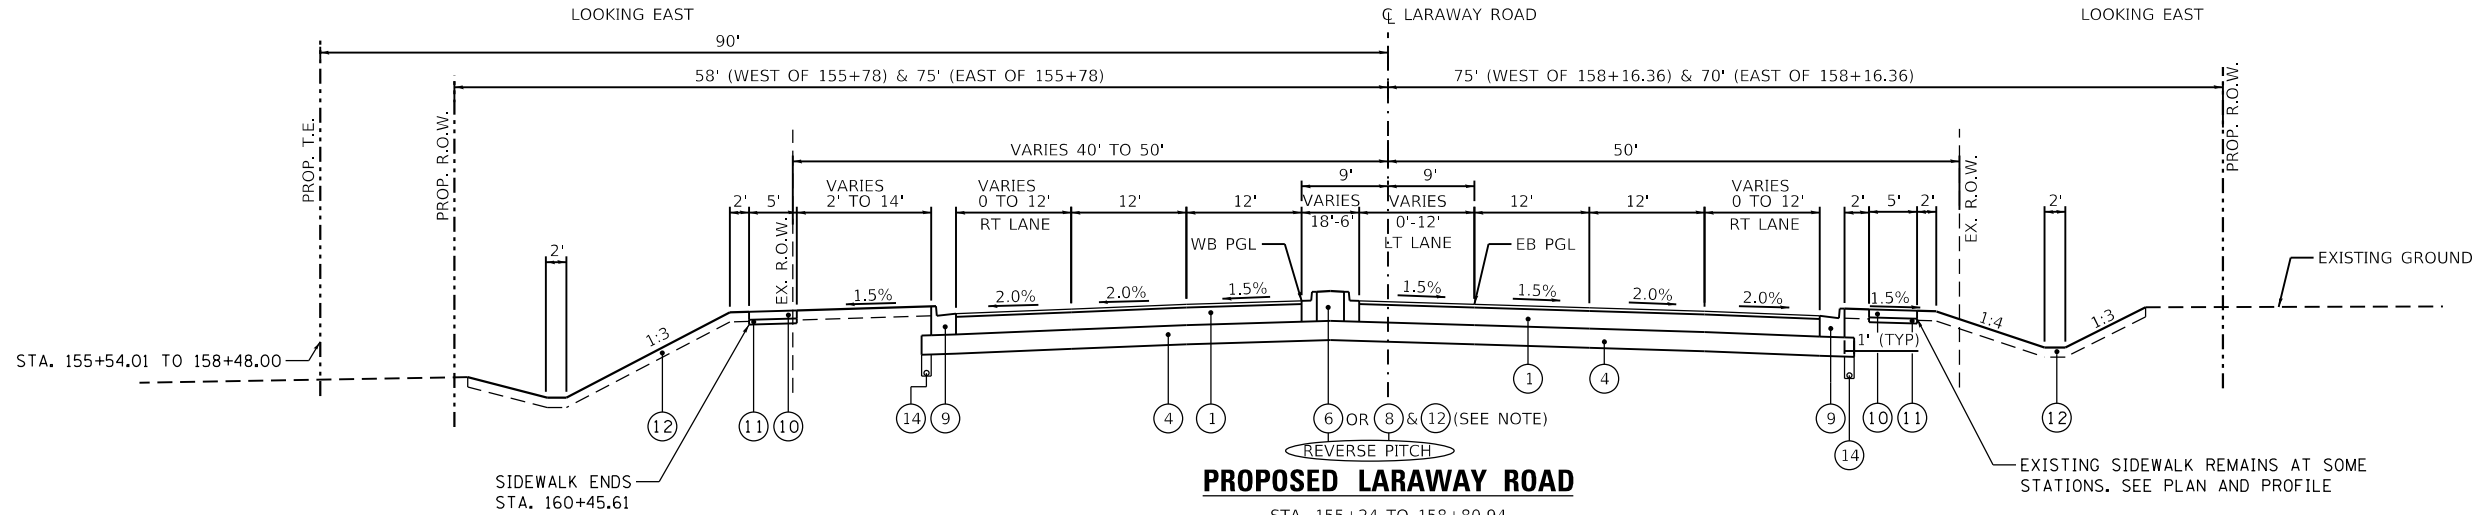 LOOKING EAST
℄ LARAWAY ROAD
LOOKING EAST
90'
58' (WEST OF 155+78) & 75' (EAST OF 155+78)
75' (WEST OF 158+16.36) & 70' (EAST OF 158+16.36)
PROP. T.E.
PROP. R.O.W.
PROP. R.O.W.
VARIES 40' TO 50'
50'
EX. R.O.W.
EX. R.O.W.
9'
9'
2'
5'
VARIES
2' TO 14'
VARIES
0 TO 12'
RT LANE
12'
12'
VARIES
18'-6'
VARIES
0'-12'
LT LANE
12'
12'
VARIES
0 TO 12'
RT LANE
2'
5'
2'
2'
2'
WB PGL
EB PGL
EXISTING GROUND
1.5%
2.0%
2.0%
1.5%
1.5%
1.5%
2.0%
2.0%
1.5%
1:3
1:4
1:3
1' (TYP)
STA. 155+54.01 TO 158+48.00
12
11
10
14
9
4
1
6 OR 8 & 12 (SEE NOTE)
1
4
9
14
10
11
12
REVERSE PITCH
SIDEWALK ENDS
STA. 160+45.61
EXISTING SIDEWALK REMAINS AT SOME
STATIONS. SEE PLAN AND PROFILE
PROPOSED LARAWAY ROAD
STA. 155+24 TO 158+80.94